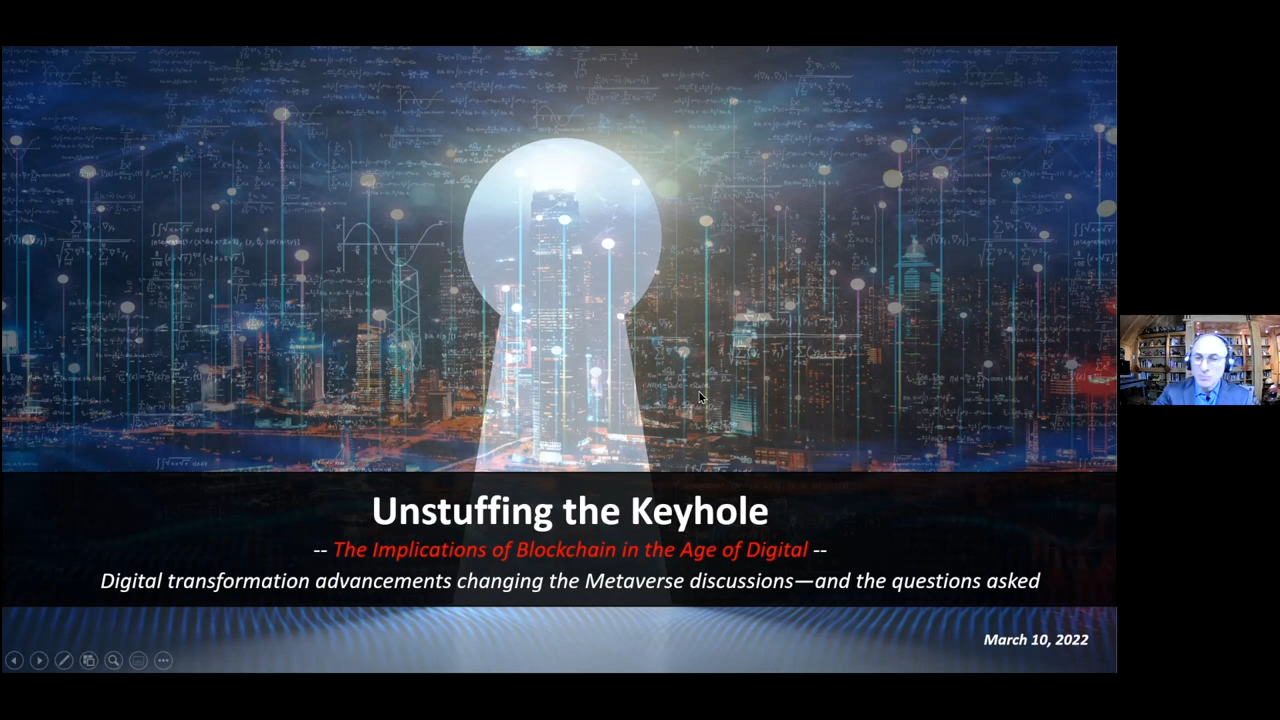 Unstuffing the Keyhole
-- The Implications of Blockchain in the Age of Digital --
Digital transformation advancements changing the Metaverse discussions—and the questions asked
March 10, 2022